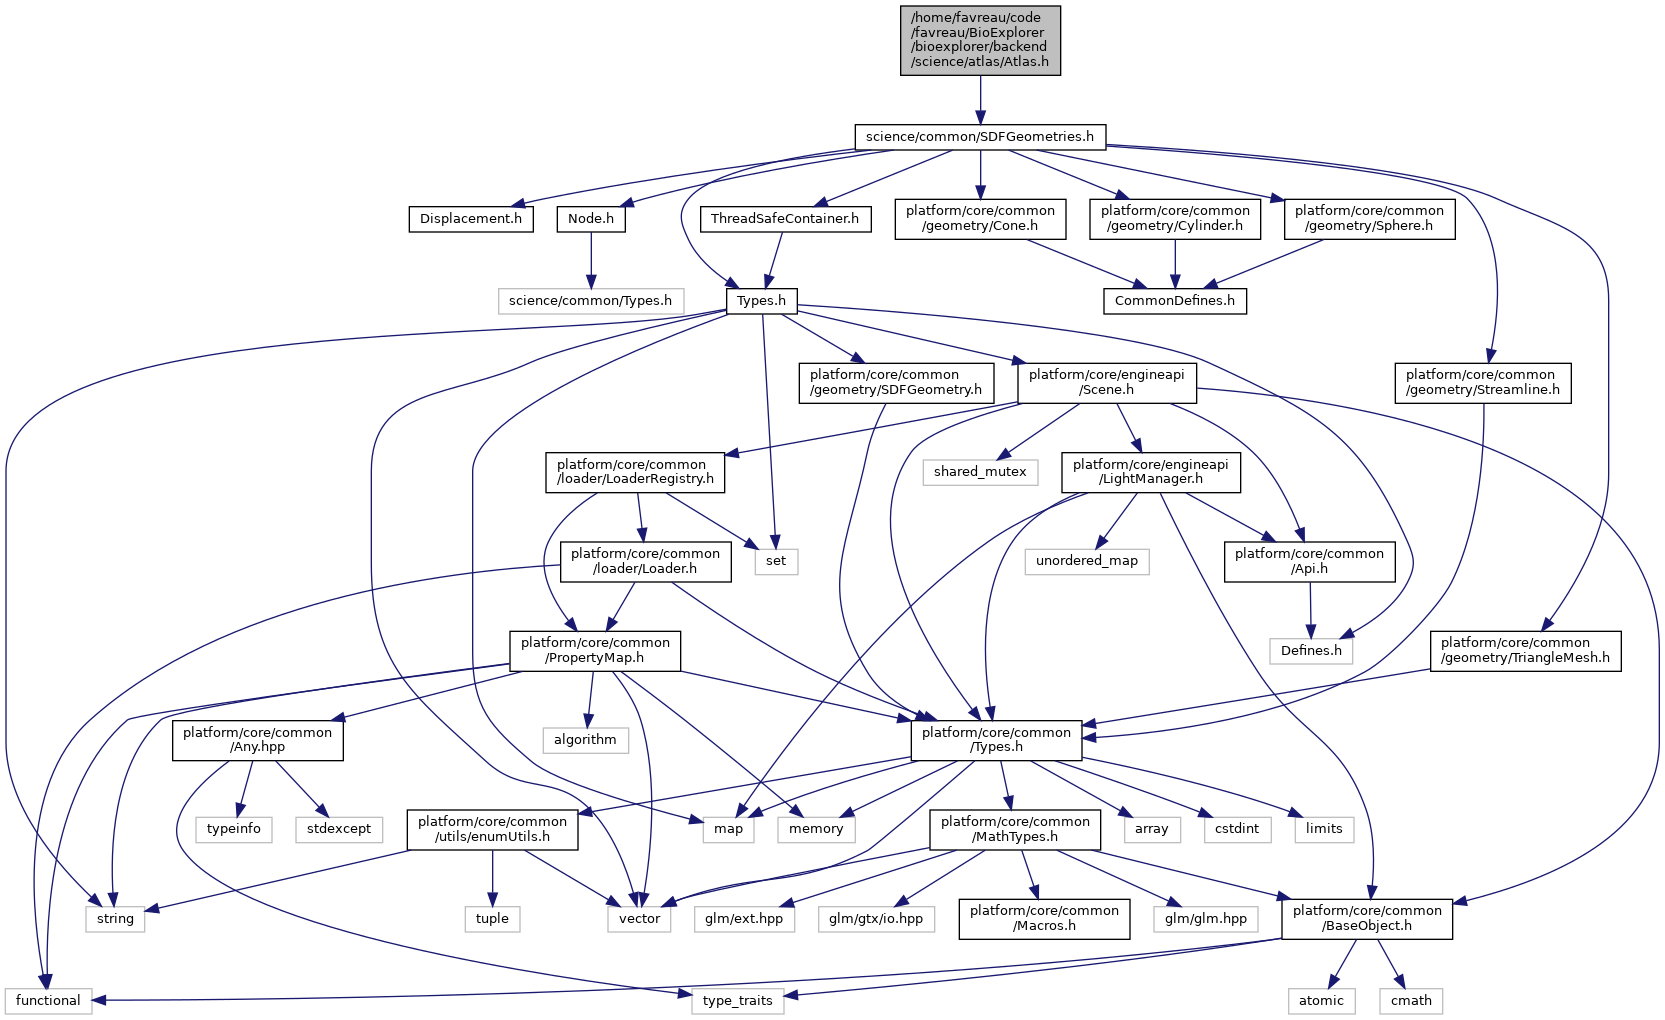 /home/favreau/code
/favreau/BioExplorer
/bioexplorer/backend
/science/atlas/Atlas.h
science/common/SDFGeometries.h
Displacement.h
Node.h
ThreadSafeContainer.h
platform/core/common
/geometry/Cone.h
platform/core/common
/geometry/Cylinder.h
platform/core/common
/geometry/Sphere.h
science/common/Types.h
Types.h
CommonDefines.h
platform/core/common
/geometry/SDFGeometry.h
platform/core/engineapi
/Scene.h
platform/core/common
/geometry/Streamline.h
platform/core/common
/loader/LoaderRegistry.h
shared_mutex
platform/core/engineapi
/LightManager.h
platform/core/common
/loader/Loader.h
set
unordered_map
platform/core/common
/Api.h
platform/core/common
/PropertyMap.h
Defines.h
platform/core/common
/geometry/TriangleMesh.h
platform/core/common
/Any.hpp
algorithm
platform/core/common
/Types.h
typeinfo
stdexcept
platform/core/common
/utils/enumUtils.h
map
memory
platform/core/common
/MathTypes.h
array
cstdint
limits
string
tuple
vector
glm/ext.hpp
glm/gtx/io.hpp
platform/core/common
/Macros.h
glm/glm.hpp
platform/core/common
/BaseObject.h
functional
type_traits
atomic
cmath